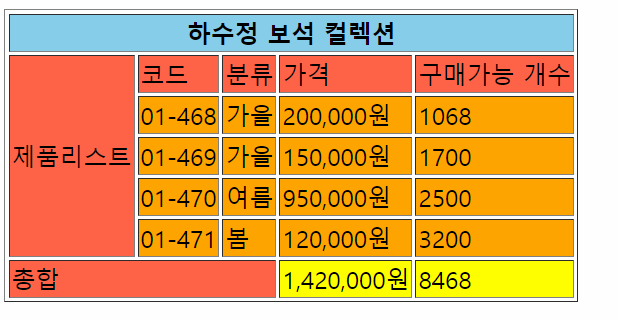 하수정 보석 컬렉션
코드 분류 가격 구매가능 개수
01-468 가을 200,000원 1068
제품리스트 01-469 가을 150,000원 1700
01-470 여름 950,000원 2500
01-471 봄 120,000원 3200
총합 1,420,000원 8468